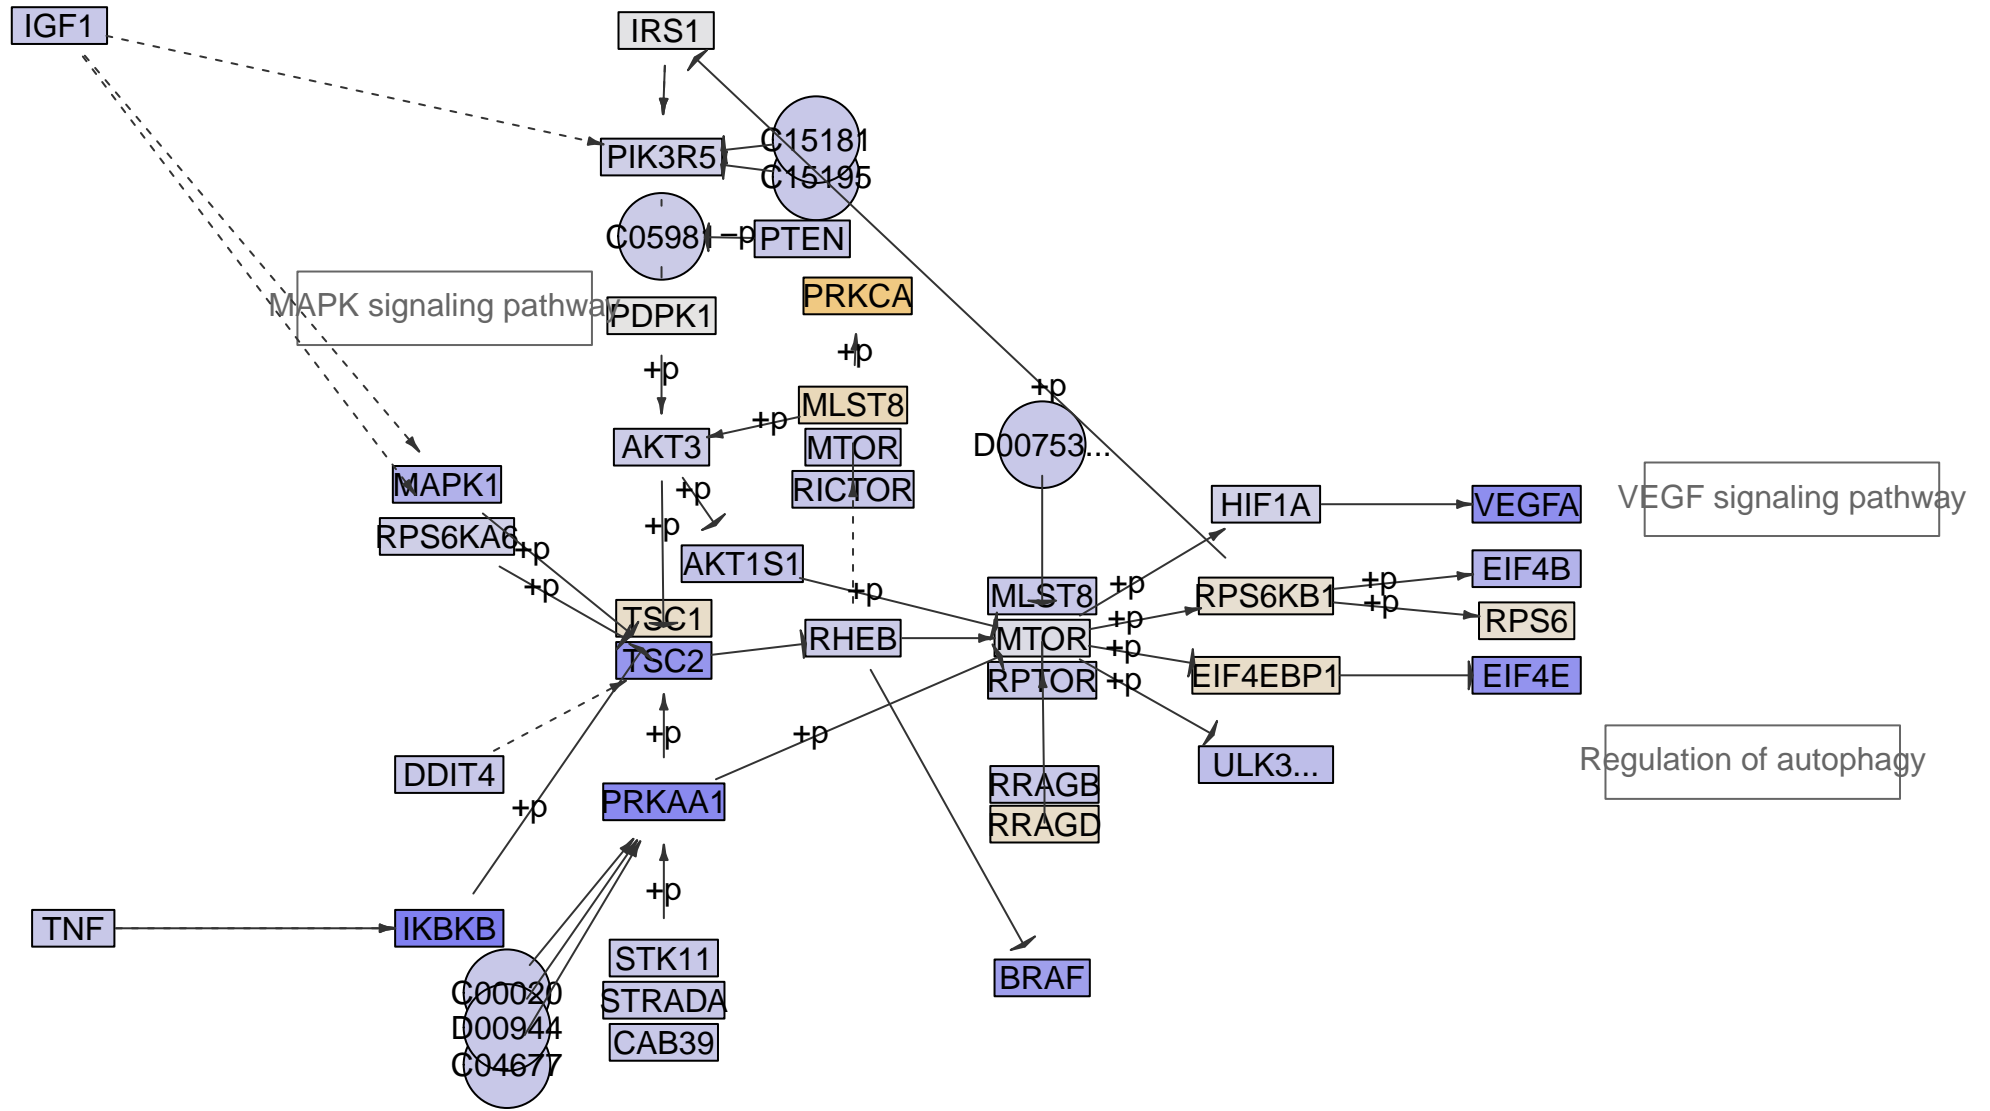 IGF1
IRS1
C15181
PIK3R5
C15195
C0598
−p
PTEN
PRKCA
MAPK signaling pathway
PDPK1
+p
+p
+p
MLST8
+p
AKT3
MTOR
D00753...
MAPK1
+p
RICTOR
HIF1A
VEGFA
VEGF signaling pathway
RPS6KA6
+p
+p
AKT1S1
EIF4B
+p
+p
+p
+p
MLST8
RPS6KB1
+p
TSC1
+p
RPS6
RHEB
MTOR
+p
TSC2
RPTOR
+p
EIF4EBP1
EIF4E
+p
+p
DDIT4
ULK3...
Regulation of autophagy
PRKAA1
+p
RRAGB
RRAGD
+p
TNF
IKBKB
STK11
BRAF
C00020
STRADA
D00944
CAB39
C04677